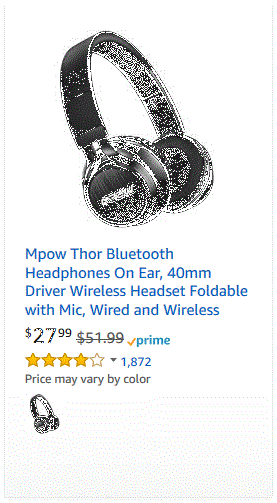 Mpow Thor Bluetooth
Headphones On Ear, 40mm
Driver Wireless Headset Foldable
with Mic, Wired and Wireless
$27.99 $51.99 prime
1,872
Price may vary by color